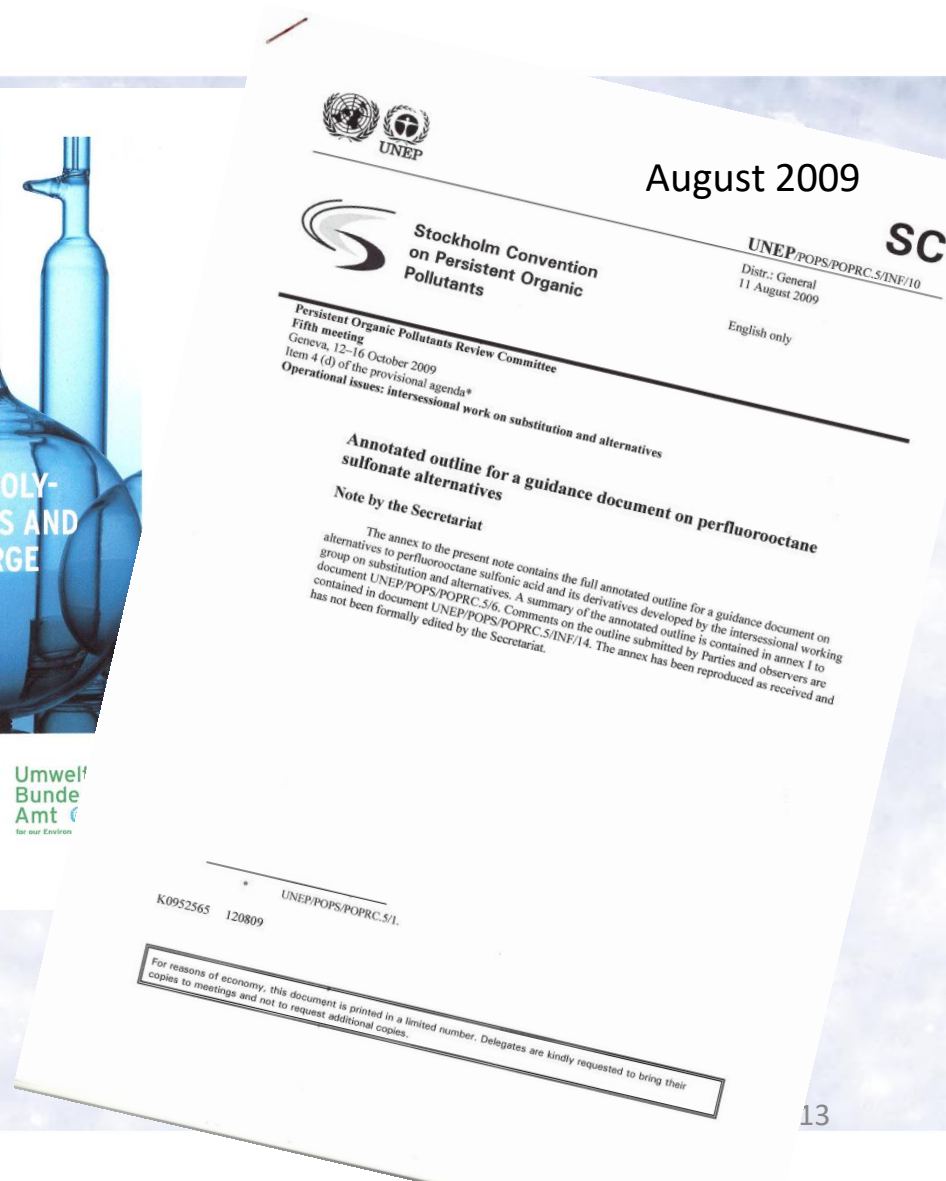 August 2009
UNEP
SC
UNEP/POPS/POPRC.5/INF/10
Stockholm Convention
on Persistent Organic
Pollutants
Distr.: General
11 August 2009
English only
Persistent Organic Pollutants Review Committee
Fifth meeting
Geneva, 12–16 October 2009
Item 4 (d) of the provisional agenda*
Operational issues: intersessional work on substitution and alternatives
Annotated outline for a guidance document on perfluorooctane
sulfonate alternatives
Note by the Secretariat
The annex to the present note contains the full annotated outline for a guidance document on
alternatives to perfluorooctane sulfonic acid and its derivatives developed by the intersessional working
group on substitution and alternatives. A summary of the annotated outline is contained in annex I to
document UNEP/POPS/POPRC.5/6. Comments on the outline submitted by Parties and observers are
contained in document UNEP/POPS/POPRC.5/INF/14. The annex has been reproduced as received and
has not been formally edited by the Secretariat.
* UNEP/POPS/POPRC.5/1.
K0952565 120809
For reasons of economy, this document is printed in a limited number. Delegates are kindly requested to bring their
copies to meetings and not to request additional copies.
OLY-
S AND
RGE
Umwelt
Bunde
Amt
for our Environ
13